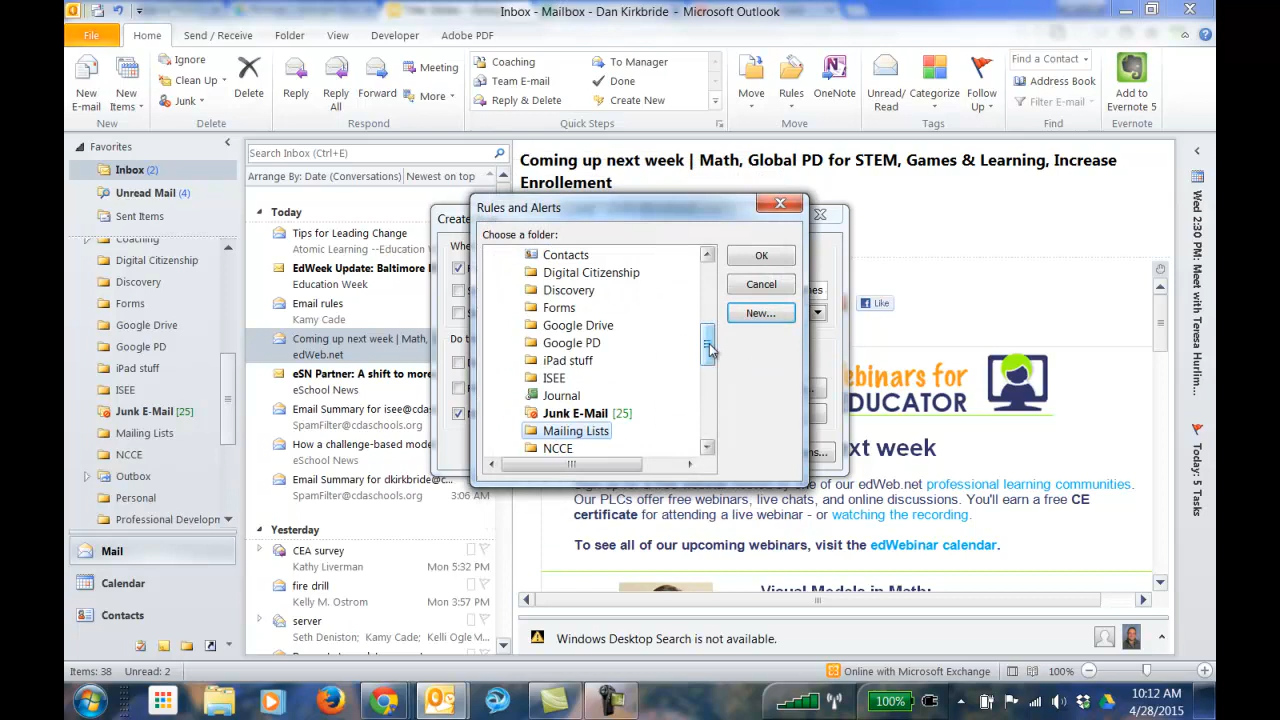 Inbox - Mailbox - Dan Kirkbride - Microsoft Outlook
File Home Send / Receive Folder View Developer Adobe PDF
New E-mail
New Items
New
Ignore
Clean Up
Junk
Delete
Delete
Reply
Reply All
Forward
Meeting
More
Respond
Coaching
Team E-mail
Reply & Delete
To Manager
Done
Create New
Quick Steps
Move
Rules
OneNote
Move
Unread/ Read
Categorize
Follow Up
Tags
Find a Contact
Address Book
Filter E-mail
Find
Add to Evernote 5
Evernote
Favorites
Inbox (2)
Unread Mail (4)
Sent Items
Coaching
Digital Citizenship
Discovery
Forms
Google Drive
Google PD
iPad stuff
ISEE
Junk E-Mail [25]
Mailing Lists
NCCE
Outbox
Personal
Professional Developm
Mail
Calendar
Contacts
Search Inbox (Ctrl+E)
Arrange By: Date (Conversations) Newest on top
Today
Tips for Leading Change
Atomic Learning --Education
EdWeek Update: Baltimore
Education Week
Email rules
Kamy Cade
Coming up next week | Math,
edWeb.net
eSN Partner: A shift to more
eSchool News
Email Summary for isee@cda
SpamFilter@cdaschools.org
How a challenge-based mode
eSchool News
Email Summary for dkirkbride@c
SpamFilter@cdaschools.org 3:06 AM
Yesterday
CEA survey
Kathy Liverman Mon 5:32 PM
fire drill
Kelly M. Ostrom Mon 3:57 PM
server
Seth Deniston; Kamy Cade; Kelli Ogle
Coming up next week | Math, Global PD for STEM, Games & Learning, Increase
Enrollement
Create
Whe
Do t
Rules and Alerts
Choose a folder:
Contacts
Digital Citizenship
Discovery
Forms
Google Drive
Google PD
iPad stuff
ISEE
Journal
Junk E-Mail [25]
Mailing Lists
NCCE
OK
Cancel
New...
Like
ebinars for
EDUCATOR
next week
one of our edWeb.net professional learning communities.
Our PLCs offer free webinars, live chats, and online discussions. You'll earn a free CE
certificate for attending a live webinar - or watching the recording.
To see all of our upcoming webinars, visit the edWebinar calendar.
Visual Models in Math:
Windows Desktop Search is not available.
Wed 2:30 PM: Meet with Teresa Hurlim...
Today: 5 Tasks
Items: 38 Unread: 2 Online with Microsoft Exchange 100%
100%
10:12 AM
4/28/2015